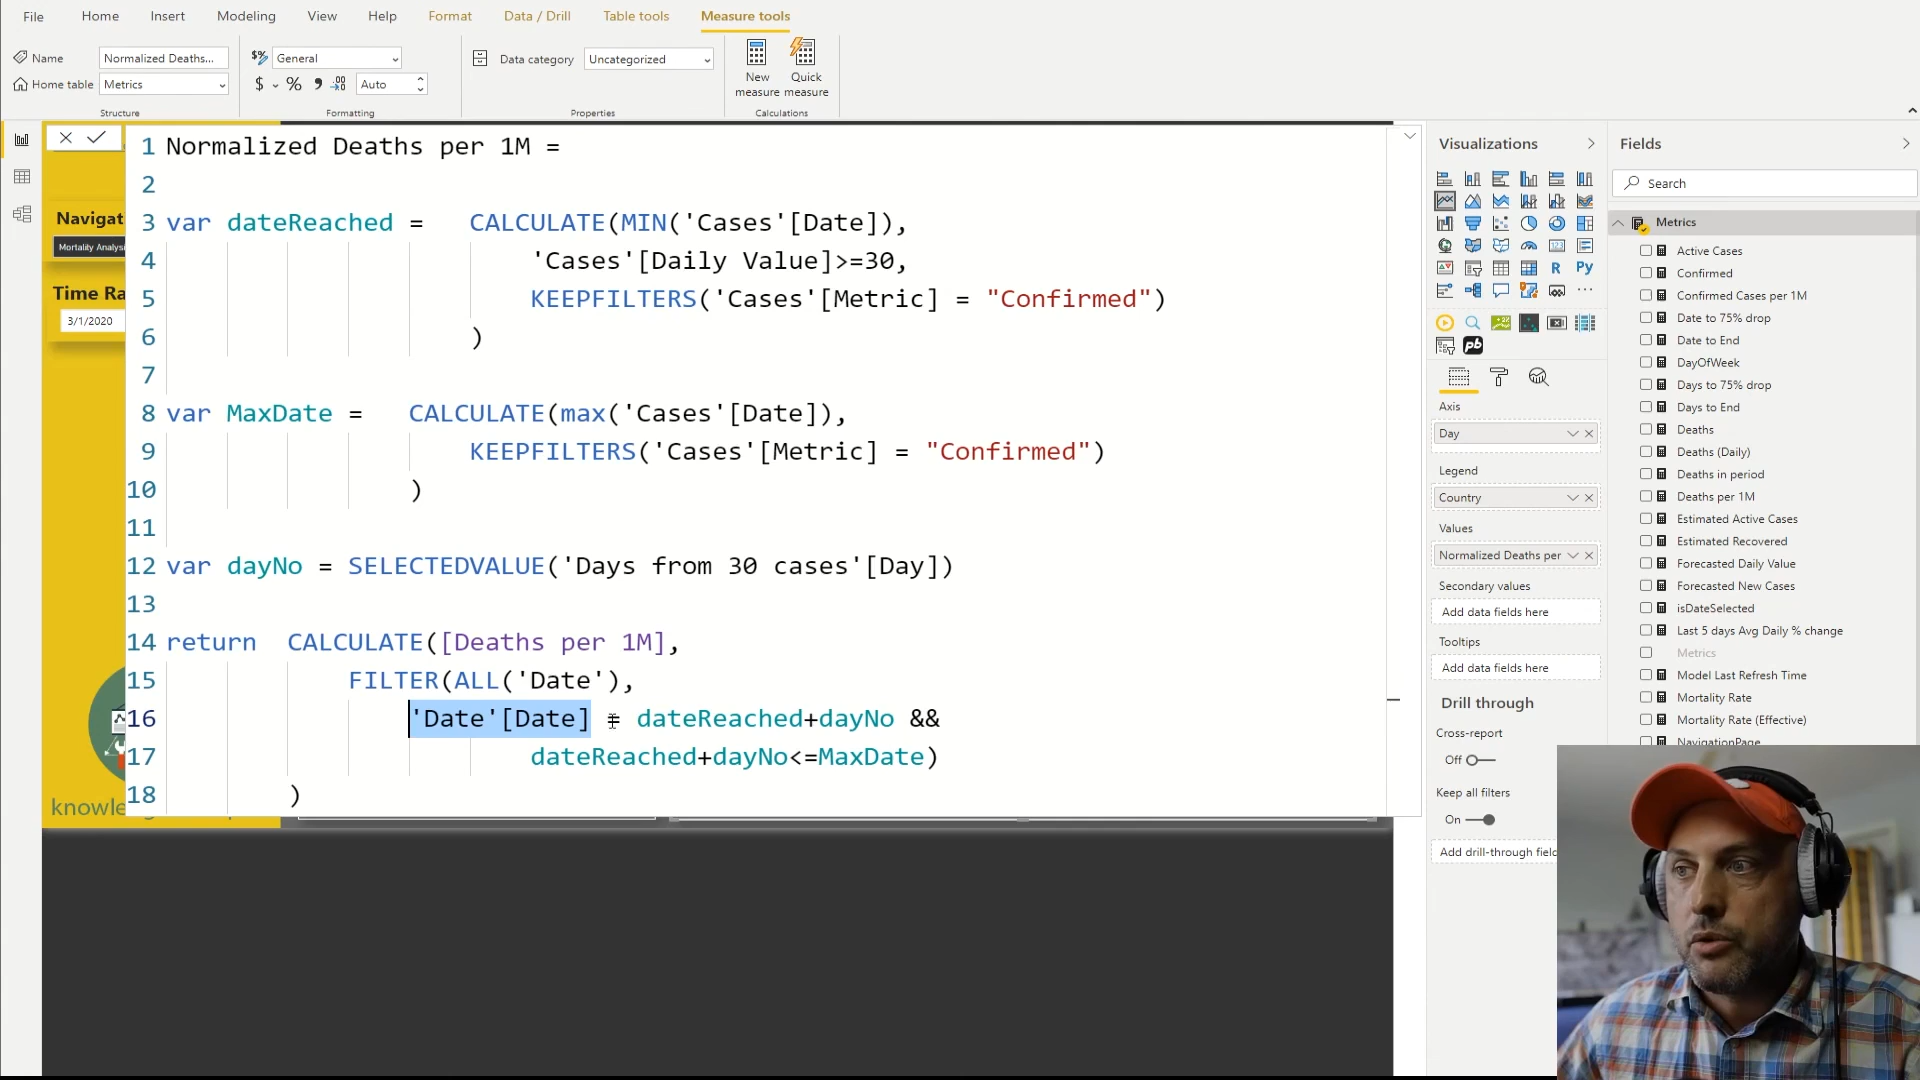 File Home Insert Modeling View Help Format Data / Drill Table tools Measure tools
Name Normalized Deaths...
Home table Metrics
Structure
$% General
$ % , Auto
Formatting
Data category Uncategorized
Properties
New measure
Quick measure
Calculations
Navigat
Mortality Analys
Time Ra
3/1/2020
knowle
1 Normalized Deaths per 1M =
2
3 var dateReached = CALCULATE(MIN('Cases'[Date]),
4 'Cases'[Daily Value]>=30,
5 KEEPFILTERS('Cases'[Metric] = "Confirmed")
6 )
7
8 var MaxDate = CALCULATE(max('Cases'[Date]),
9 KEEPFILTERS('Cases'[Metric] = "Confirmed")
10 )
11
12 var dayNo = SELECTEDVALUE('Days from 30 cases'[Day])
13
14 return CALCULATE([Deaths per 1M],
15 FILTER(ALL('Date'),
16 'Date'[Date] = dateReached+dayNo &&
17 dateReached+dayNo<=MaxDate)
18 )
Visualizations
R Py
...
pb
Axis
Day
Legend
Country
Values
Normalized Deaths per
Secondary values
Add data fields here
Tooltips
Add data fields here
Drill through
Cross-report
Off
Keep all filters
On
Add drill-through field
Fields
Search
Metrics
Active Cases
Confirmed
Confirmed Cases per 1M
Date to 75% drop
Date to End
DayOfWeek
Days to 75% drop
Days to End
Deaths
Deaths (Daily)
Deaths in period
Deaths per 1M
Estimated Active Cases
Estimated Recovered
Forecasted Daily Value
Forecasted New Cases
isDateSelected
Last 5 days Avg Daily % change
Metrics
Model Last Refresh Time
Mortality Rate
Mortality Rate (Effective)
NavigationPage